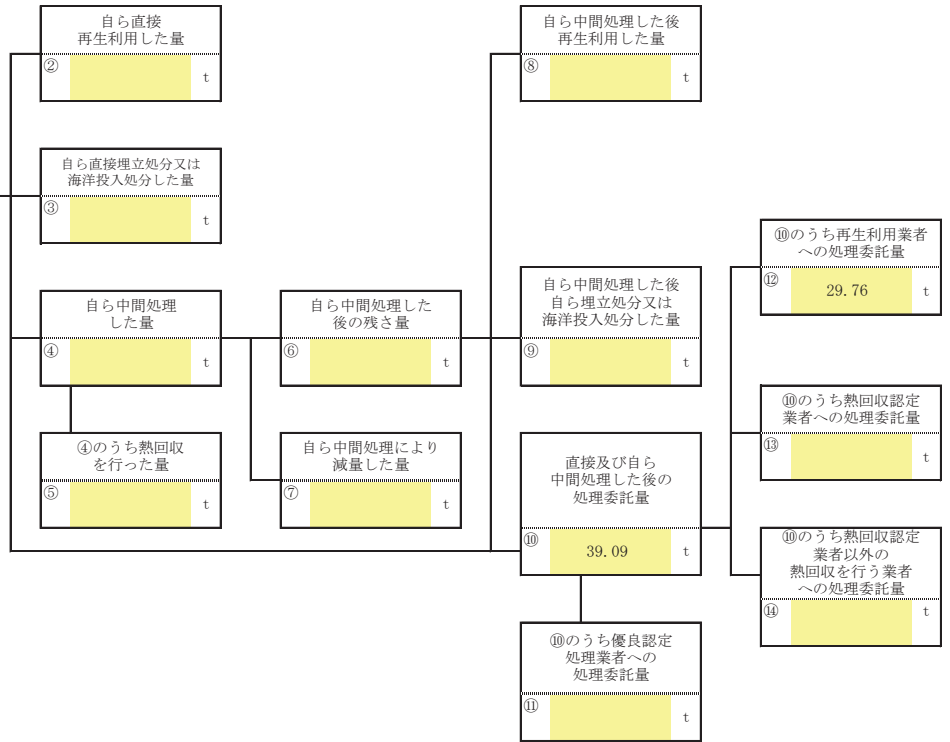 自ら直接
再生利用した量
②
t
自ら直接埋立処分又は
海洋投入処分した量
③
t
自ら中間処理
した量
④
t
④のうち熱回収
を行った量
⑤
t
自ら中間処理した
後の残さ量
⑥
t
自ら中間処理により
減量した量
⑦
t
自ら中間処理した後
再生利用した量
⑧
t
自ら中間処理した後
自ら埋立処分又は
海洋投入処分した量
⑨
t
直接及び自ら
中間処理した後の
処理委託量
⑩ 39.09 t
⑩のうち優良認定
処理業者への
処理委託量
⑪
t
⑩のうち再生利用業者
への処理委託量
⑫ 29.76 t
⑩のうち熱回収認定
業者への処理委託量
⑬
t
⑩のうち熱回収認定
業者以外の
熱回収を行う業者
への処理委託量
⑭
t